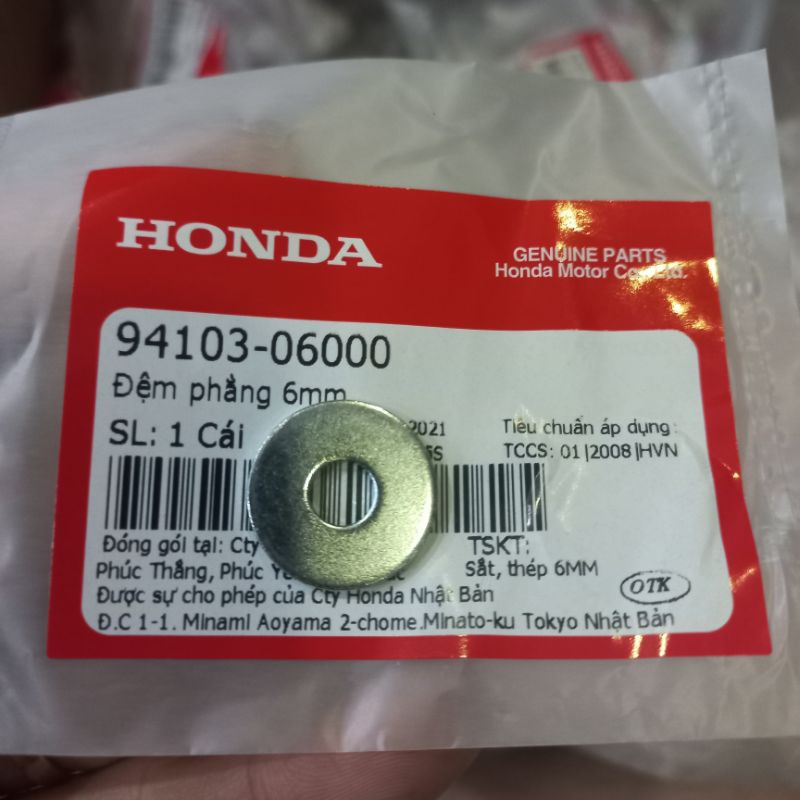 HONDA
GENUINE PARTS
Honda Motor Co., Ltd.
94103-06000
Đệm phẳng 6mm
SL: 1 Cái
2021
Tiêu chuẩn áp dụng:
5S
TCCS: 01|2008|HVN
Đóng gói tại: Cty
TSKT:
Phúc Thắng, Phúc
Sắt, thép 6MM
Được sự cho phép của Cty Honda Nhật Bản
OTK
Đ.C 1-1. Minami Aoyama 2-chome.Minato-ku Tokyo Nhật Bản